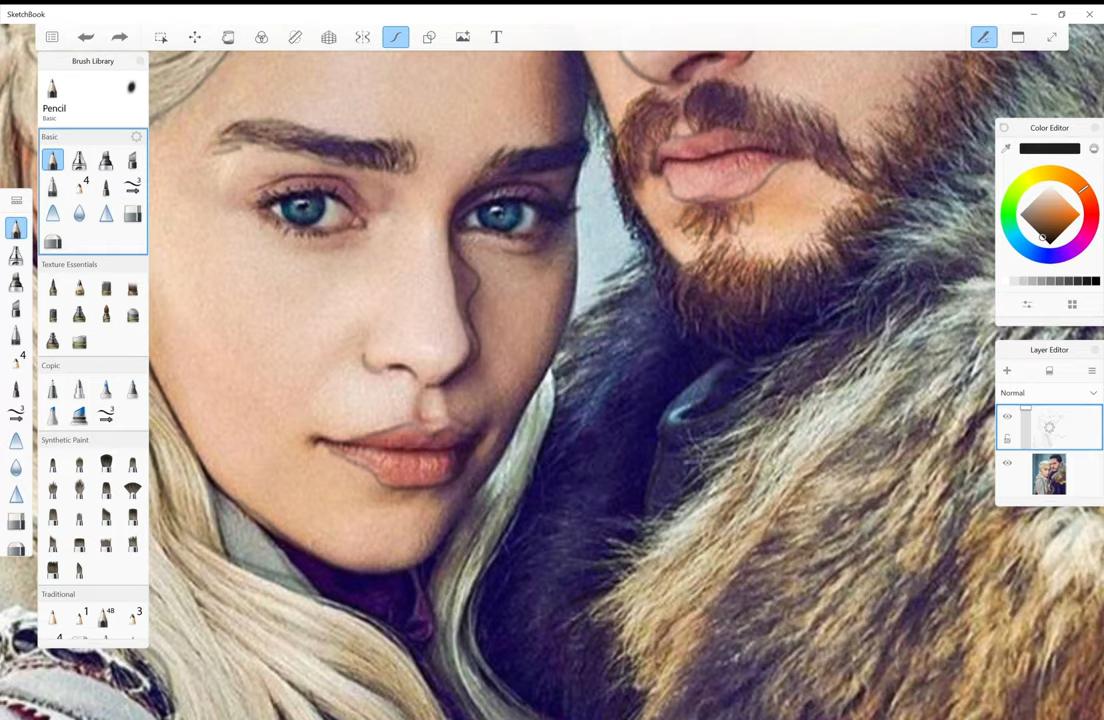 SketchBook
Brush Library
Pencil
Basic
Basic
4
3
Texture Essentials
Copic
3
Synthetic Paint
Traditional
1
4B
3
4
4
3
T
Color Editor
Layer Editor
Normal